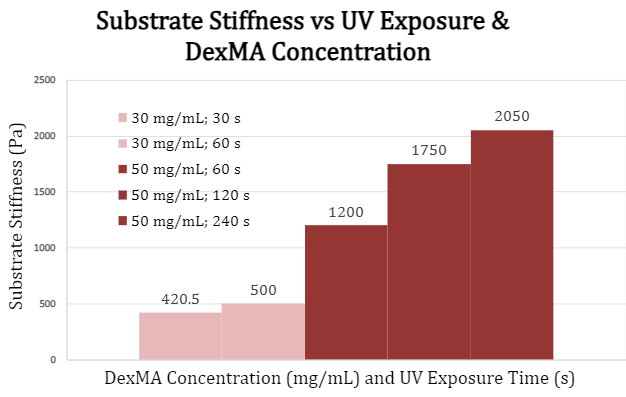 Substrate Stiffness vs UV Exposure &
DexMA Concentration
Substrate Stiffness (Pa)
2500
2000
1500
1000
500
0
30 mg/mL; 30 s
30 mg/mL; 60 s
50 mg/mL; 60 s
50 mg/mL; 120 s
50 mg/mL; 240 s
420.5
500
1200
1750
2050
DexMA Concentration (mg/mL) and UV Exposure Time (s)